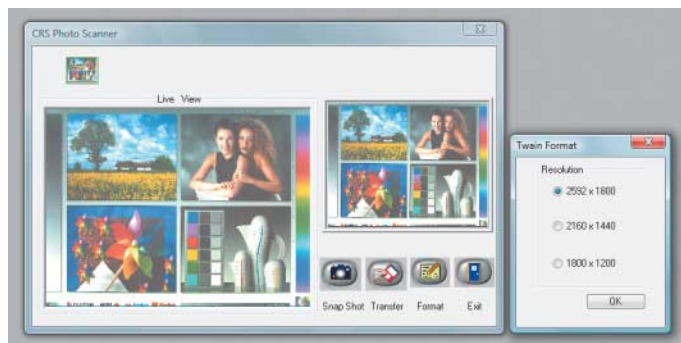 CRS Photo Scanner
Live View
Snap Shot Transfer Format Exit
Twain Format
Resolution
2592 x 1800
2160 x 1440
1800 x 1200
OK